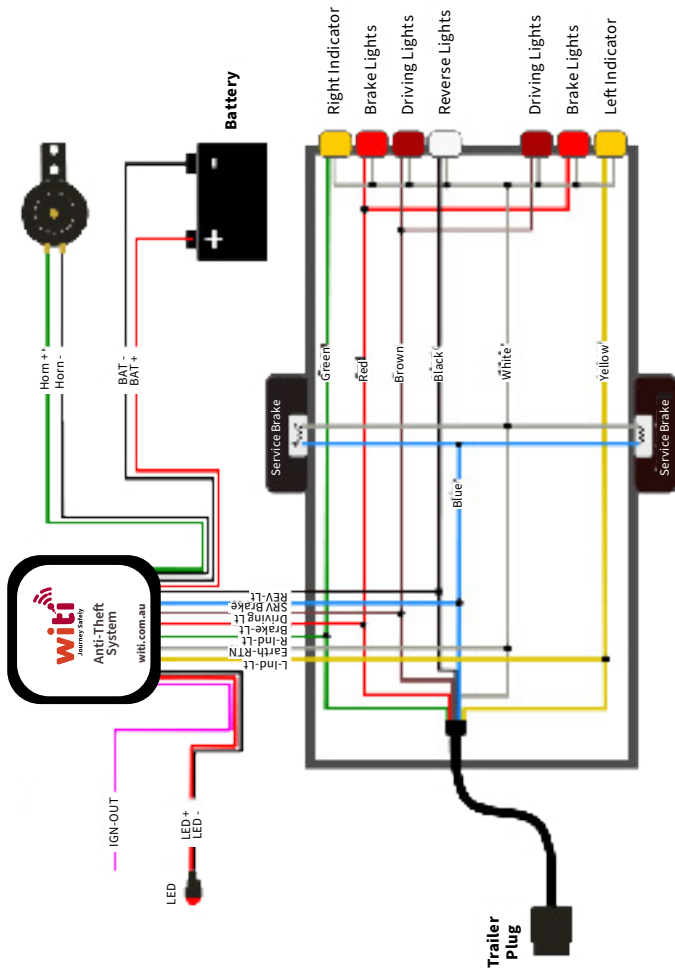 Right Indicator
Brake Lights
Driving Lights
Reverse Lights
Driving Lights
Brake Lights
Left Indicator
Battery
-
+
Horn +'
Horn -
BAT -
BAT +
Green'
Red'
Brown
Black'
White'
Yellow'
Service Brake
Service Brake
Blue'
witi
Journey Safely
Anti-Theft
System
witi.com.au
REV-Lt
SRV Brake
Driving Lt
Brake-Lt
R-Ind-Lt
Earth-RTN
L-Ind-Lt
IGN-OUT
LED +
LED -
LED
Trailer
Plug